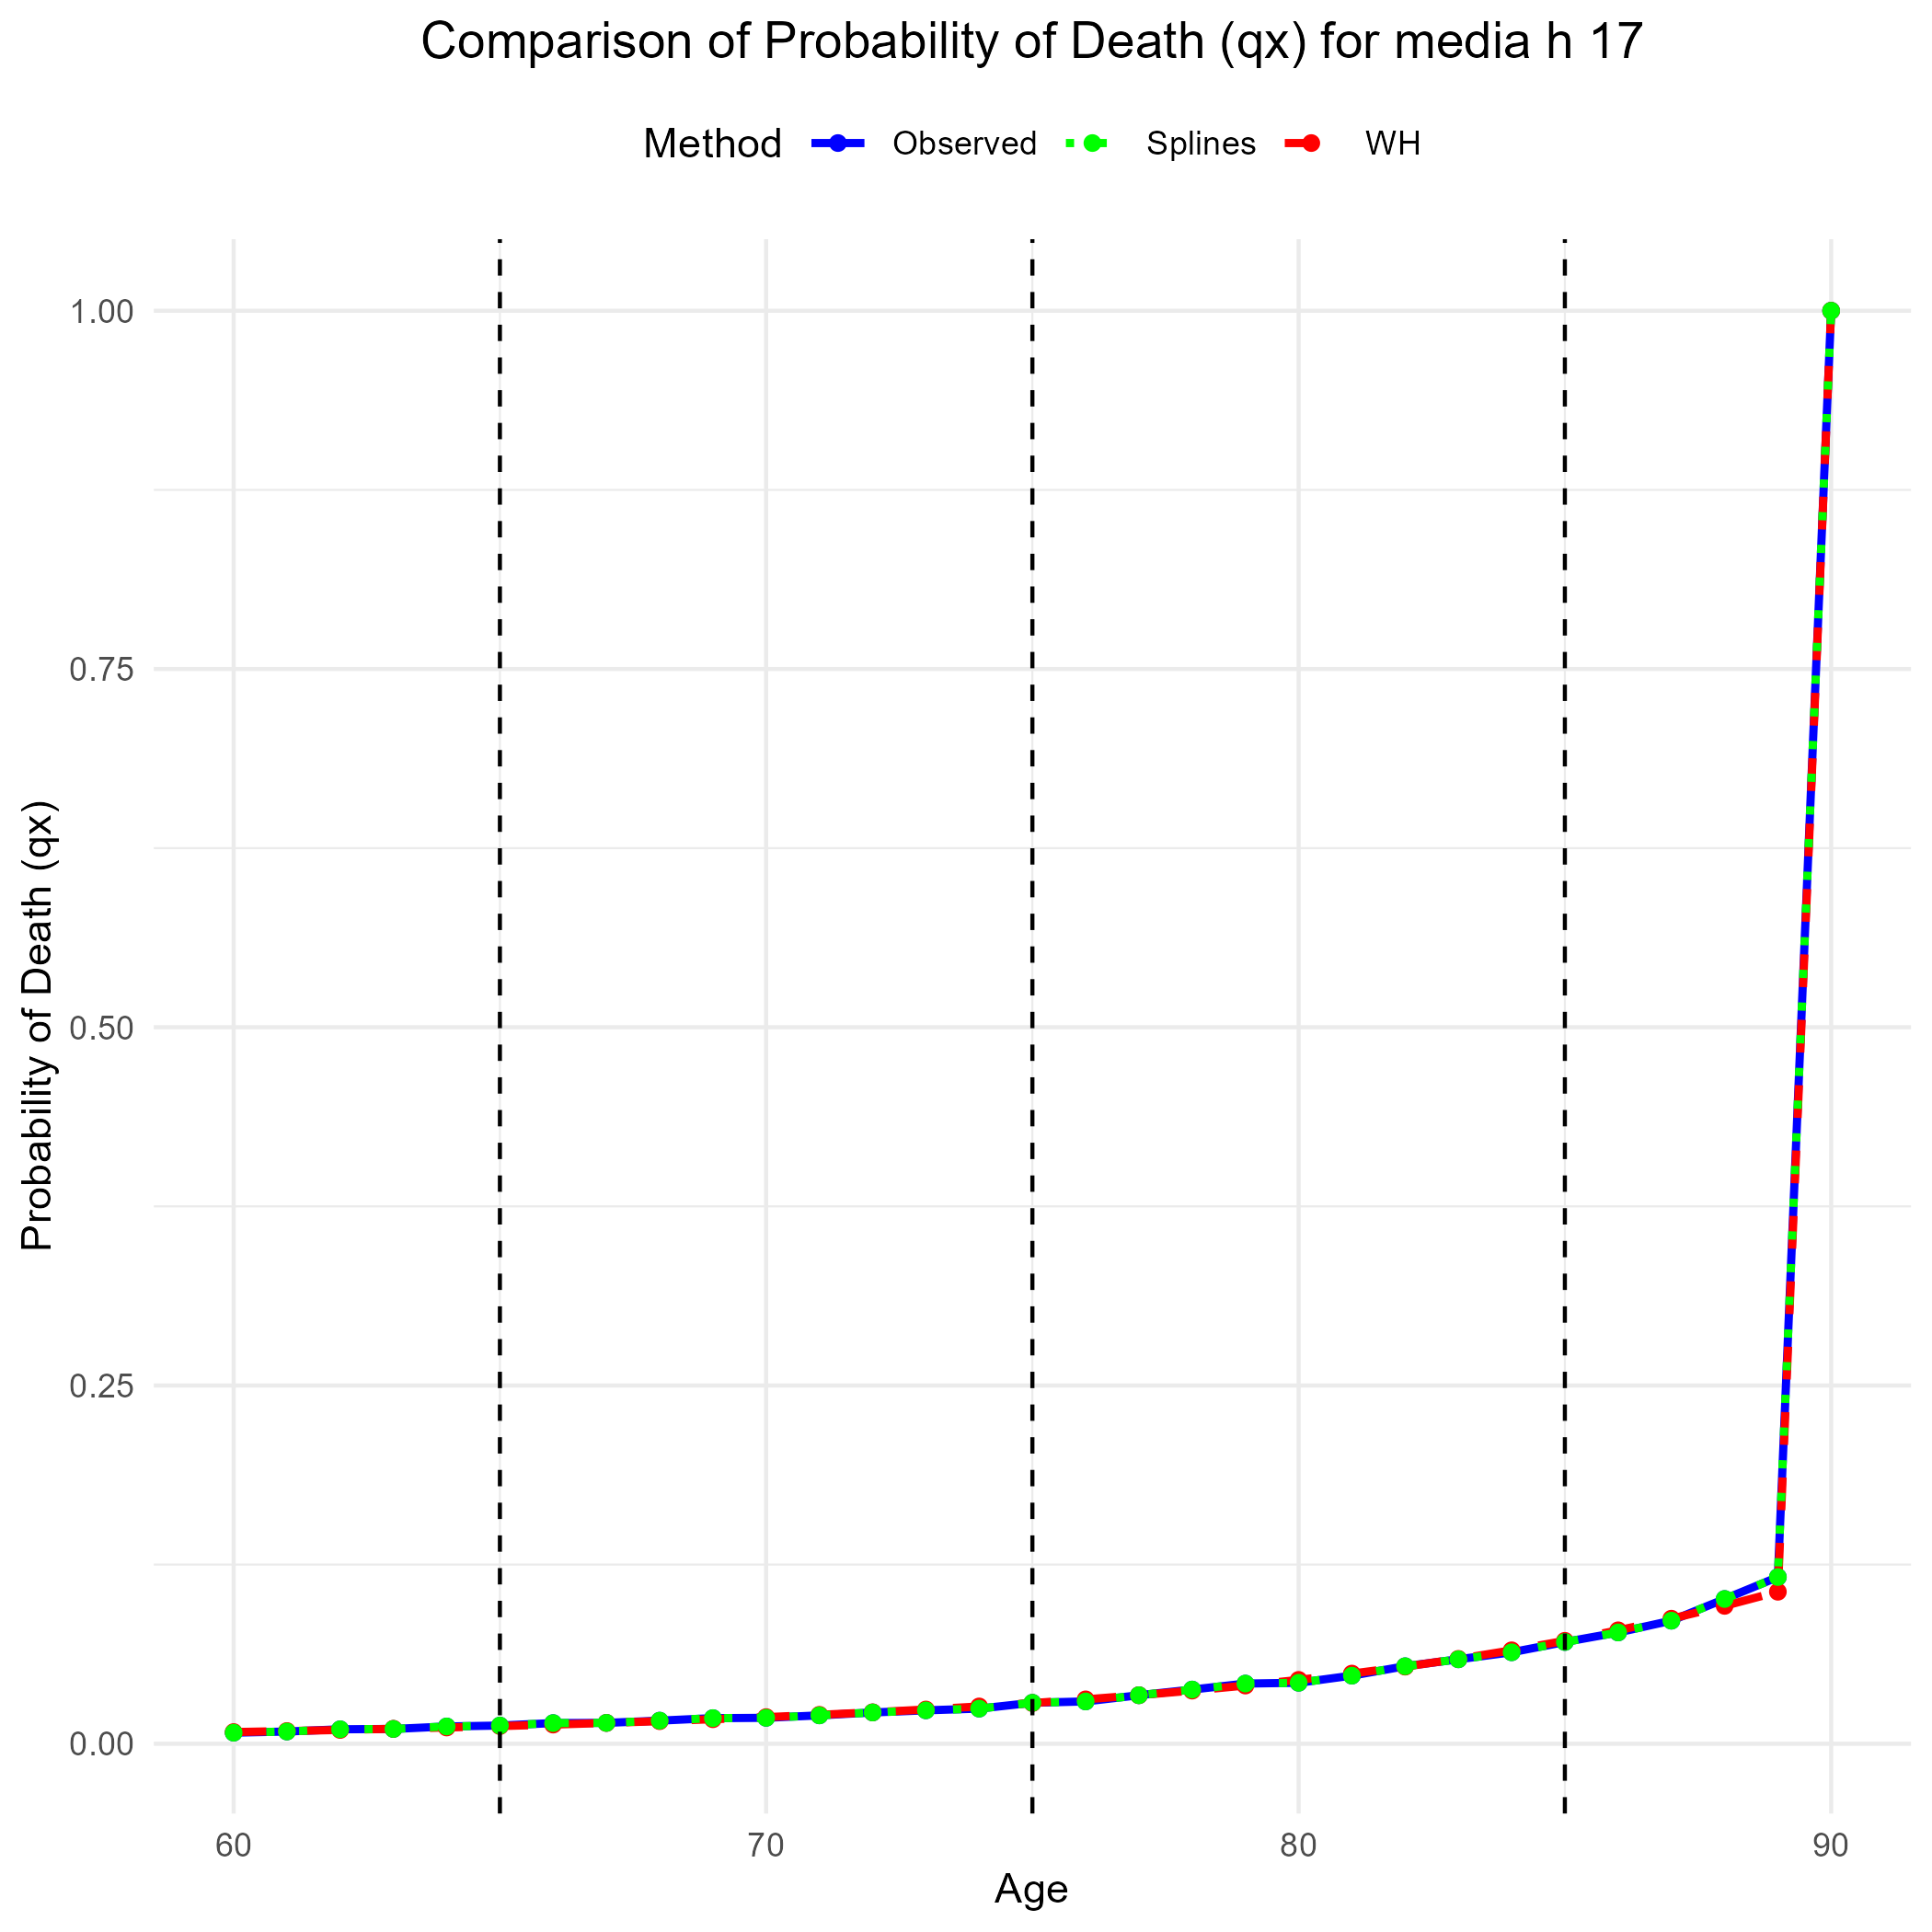 Comparison of Probability of Death (qx) for media h 17
Method Observed Splines WH
1.00
0.75
0.50
0.25
0.00
Probability of Death (qx)
60 70 80 90
Age